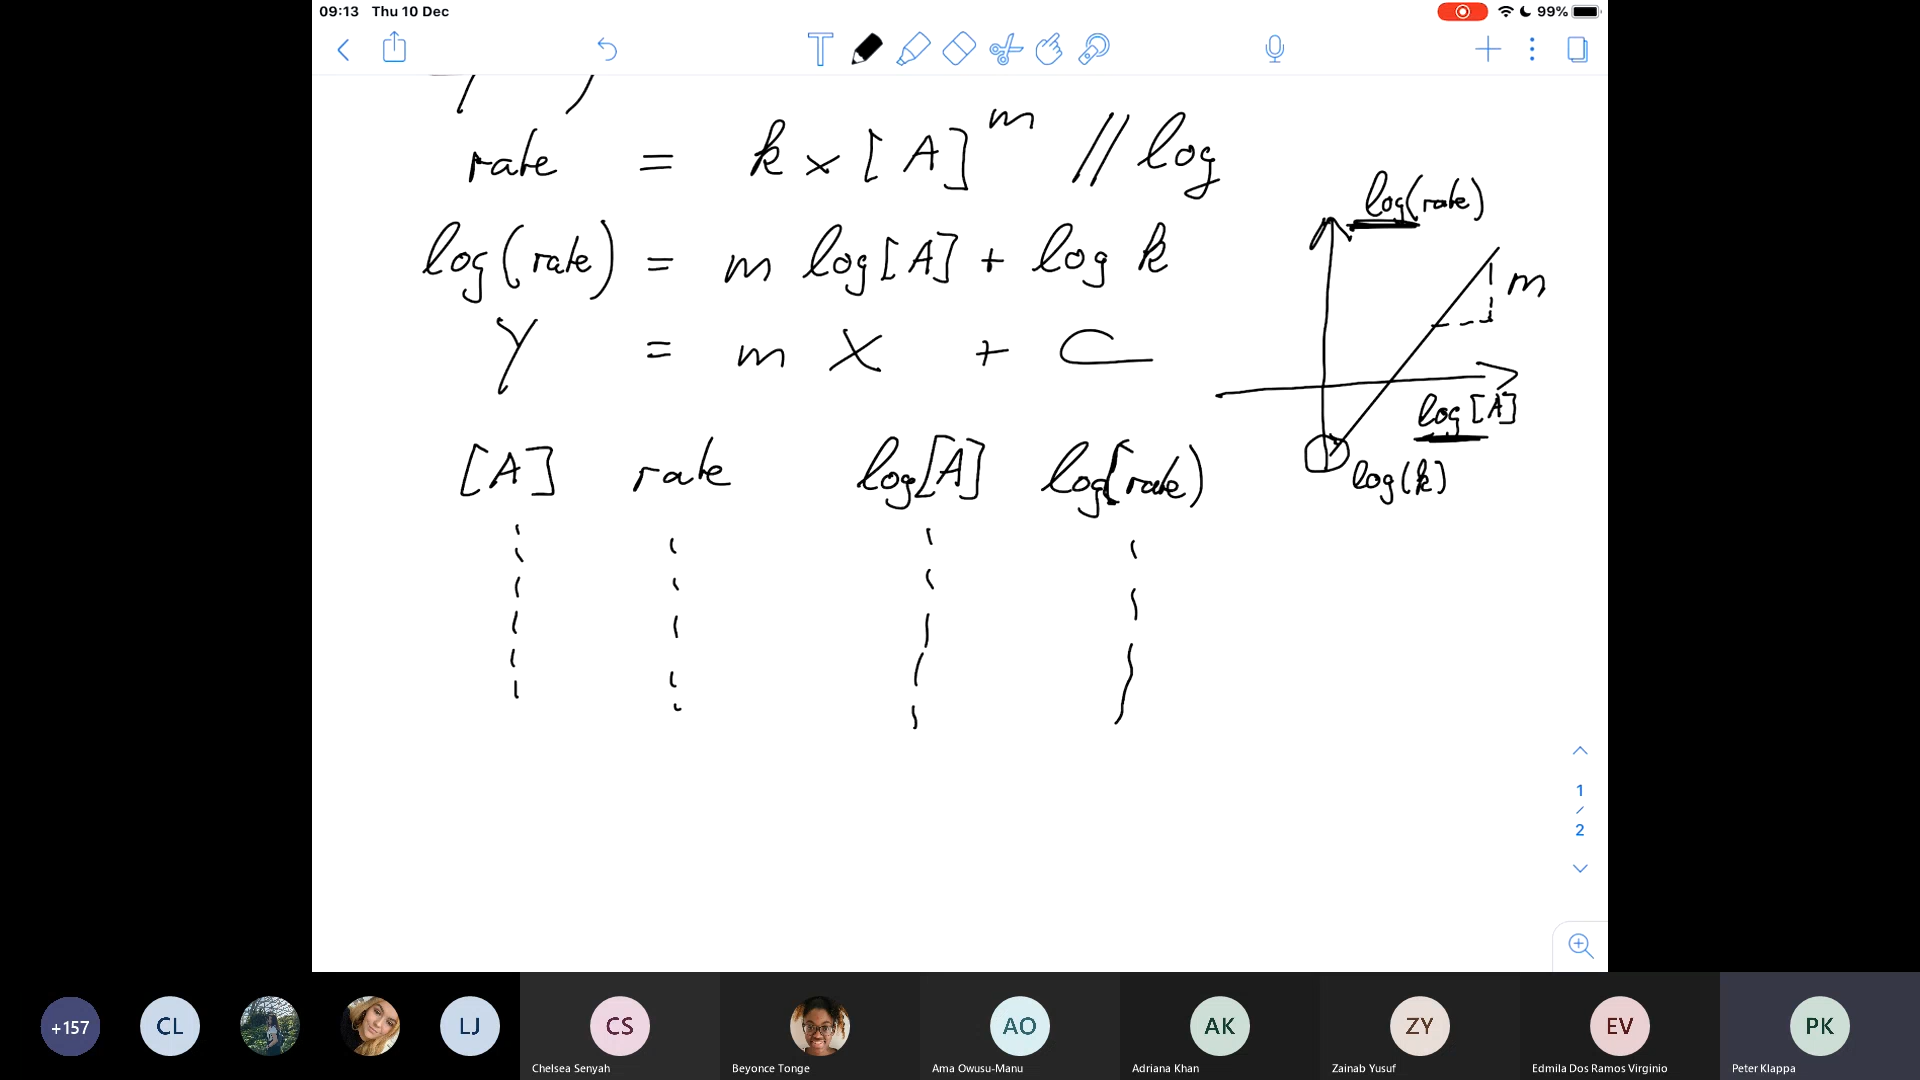 09:13 Thu 10 Dec 99%
T
rate = k × [A]^m // log
log(rate) = m log[A] + log k
Y = m X + C
[A] rate log[A] log(rate)
log(rate)
m
log[A]
log(k)
1
/
2
+157 CL LJ CS AO AK ZY EV PK
Chelsea Senyah Beyonce Tonge Ama Owusu-Manu Adriana Khan Zainab Yusuf Edmila Dos Ramos Virginio Peter Klappa